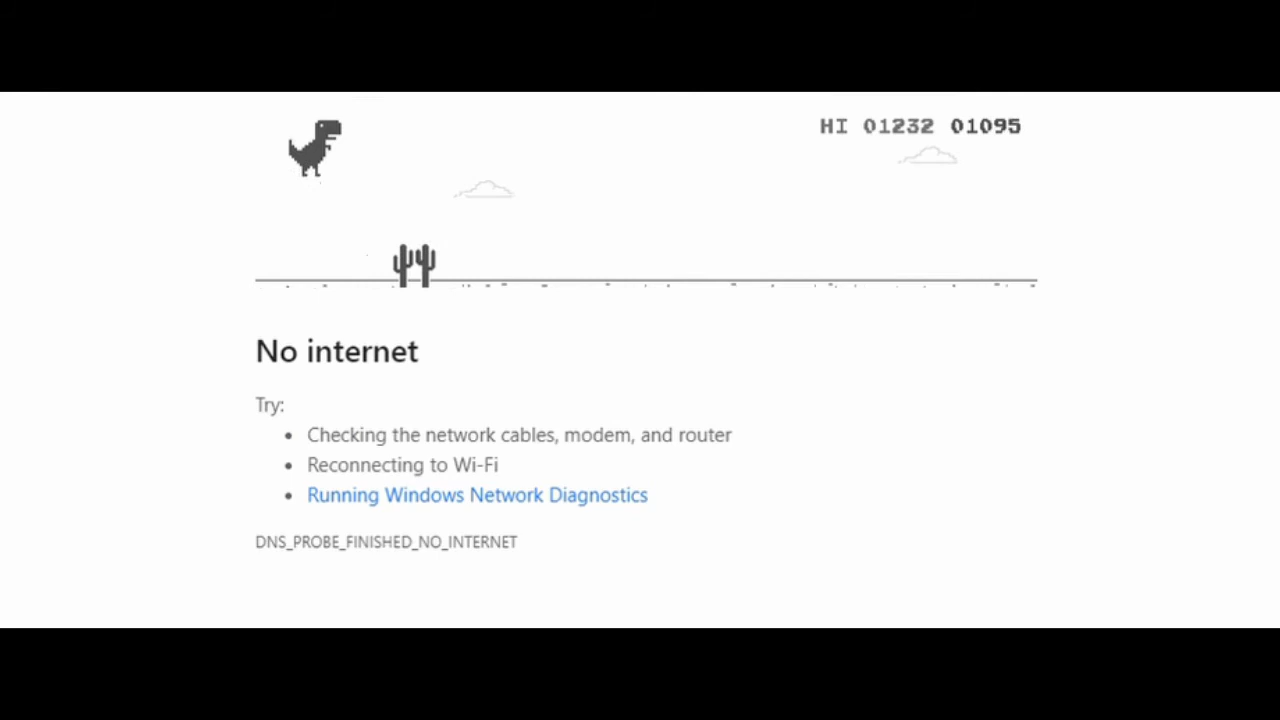 HI 01232 01095
No internet
Try:
Checking the network cables, modem, and router
Reconnecting to Wi-Fi
Running Windows Network Diagnostics
DNS_PROBE_FINISHED_NO_INTERNET